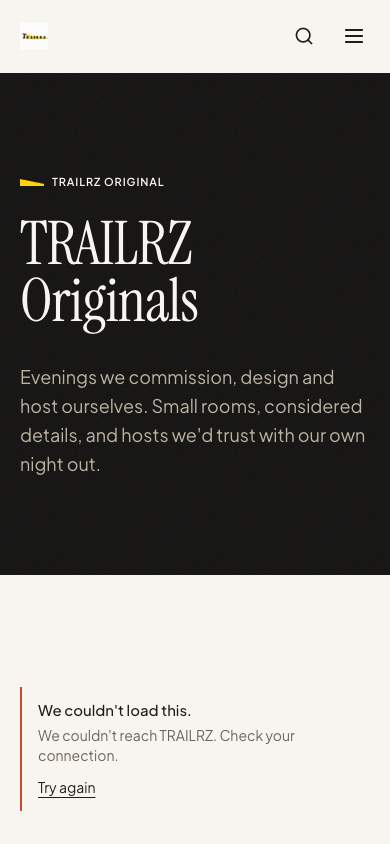 TRAILRZ
TRAILRZ ORIGINAL
TRAILRZ
Originals
Evenings we commission, design and
host ourselves. Small rooms, considered
details, and hosts we'd trust with our own
night out.
We couldn't load this.
We couldn't reach TRAILRZ. Check your
connection.
Try again